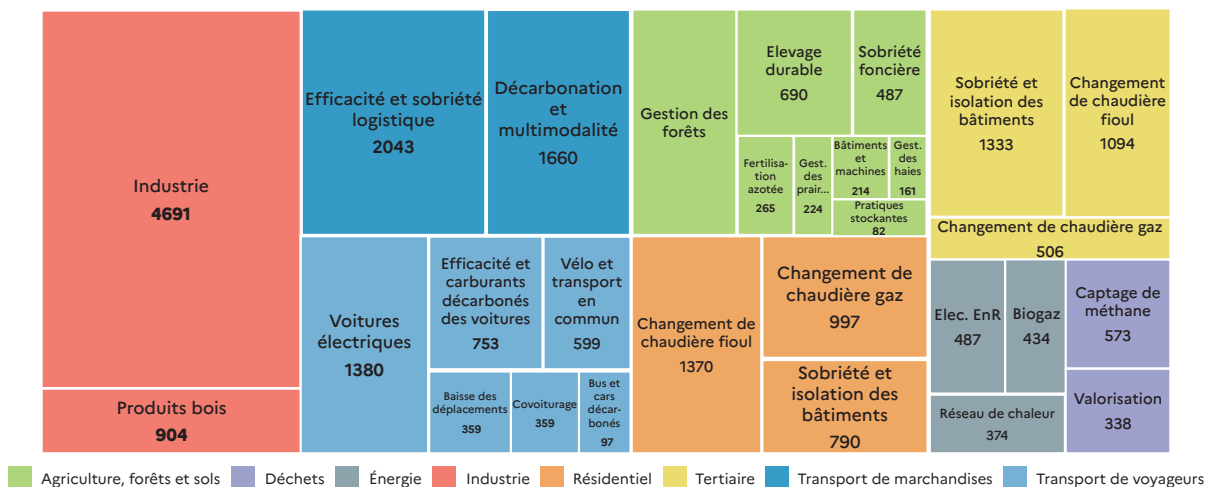 Industrie
4691
Produits bois
904
Efficacité et sobriété
logistique
2043
Décarbonation
et
multimodalité
1660
Voitures
électriques
1380
Efficacité et
carburants
décarbonés
des voitures
753
Vélo et
transport
en
commun
599
Baisse des
déplacements
359
Covoiturage
359
Bus et
cars
décar-
bonés
97
Gestion des
forêts
Elevage
durable
690
Sobriété
foncière
487
Fertilisa-
tion
azotée
265
Gest.
des
prair...
224
Bâtiments
et
machines
214
Gest.
des
haies
161
Pratiques
stockantes
82
Changement de
chaudière fioul
1370
Changement de
chaudière gaz
997
Sobriété et
isolation des
bâtiments
790
Sobriété et
isolation des
bâtiments
1333
Changement
de chaudière
fioul
1094
Changement de chaudière gaz
506
Elec. EnR
487
Biogaz
434
Réseau de chaleur
374
Captage de
méthane
573
Valorisation
338
Agriculture, forêts et sols Déchets Énergie Industrie Résidentiel Tertiaire Transport de marchandises Transport de voyageurs